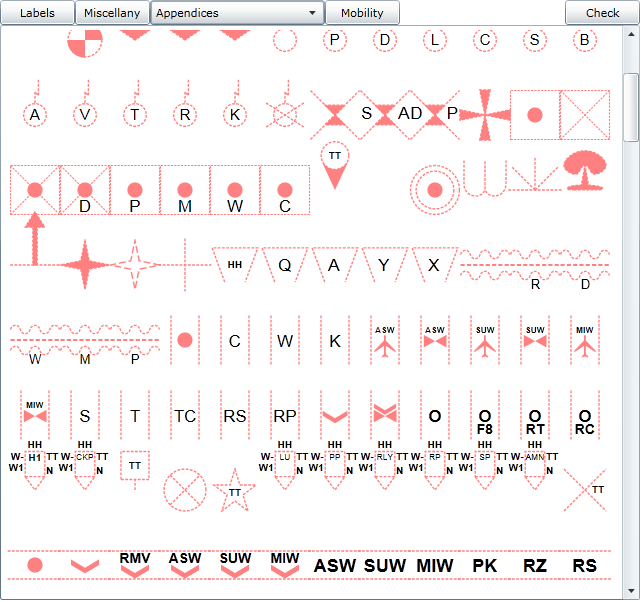 Labels Miscellany Appendices Mobility Check
P D L C S B
A V T R K S AD P
TT
D P M W C
HH Q A Y X
R D
ASW ASW SUW SUW MIW
C W K
W M P
MIW
S T TC RS RP O O O O
F8 RT RC
HH HH HH HH HH HH HH HH
W- H1 TT W- CKP TT TT W- LU TT W- PP TT W- RLY TT W- RP TT W- SP TT W- AMN TT
W1 N W1 N W1 N W1 N W1 N W1 N W1 N W1 N
TT TT
RMV ASW SUW MIW
ASW SUW MIW PK RZ RS